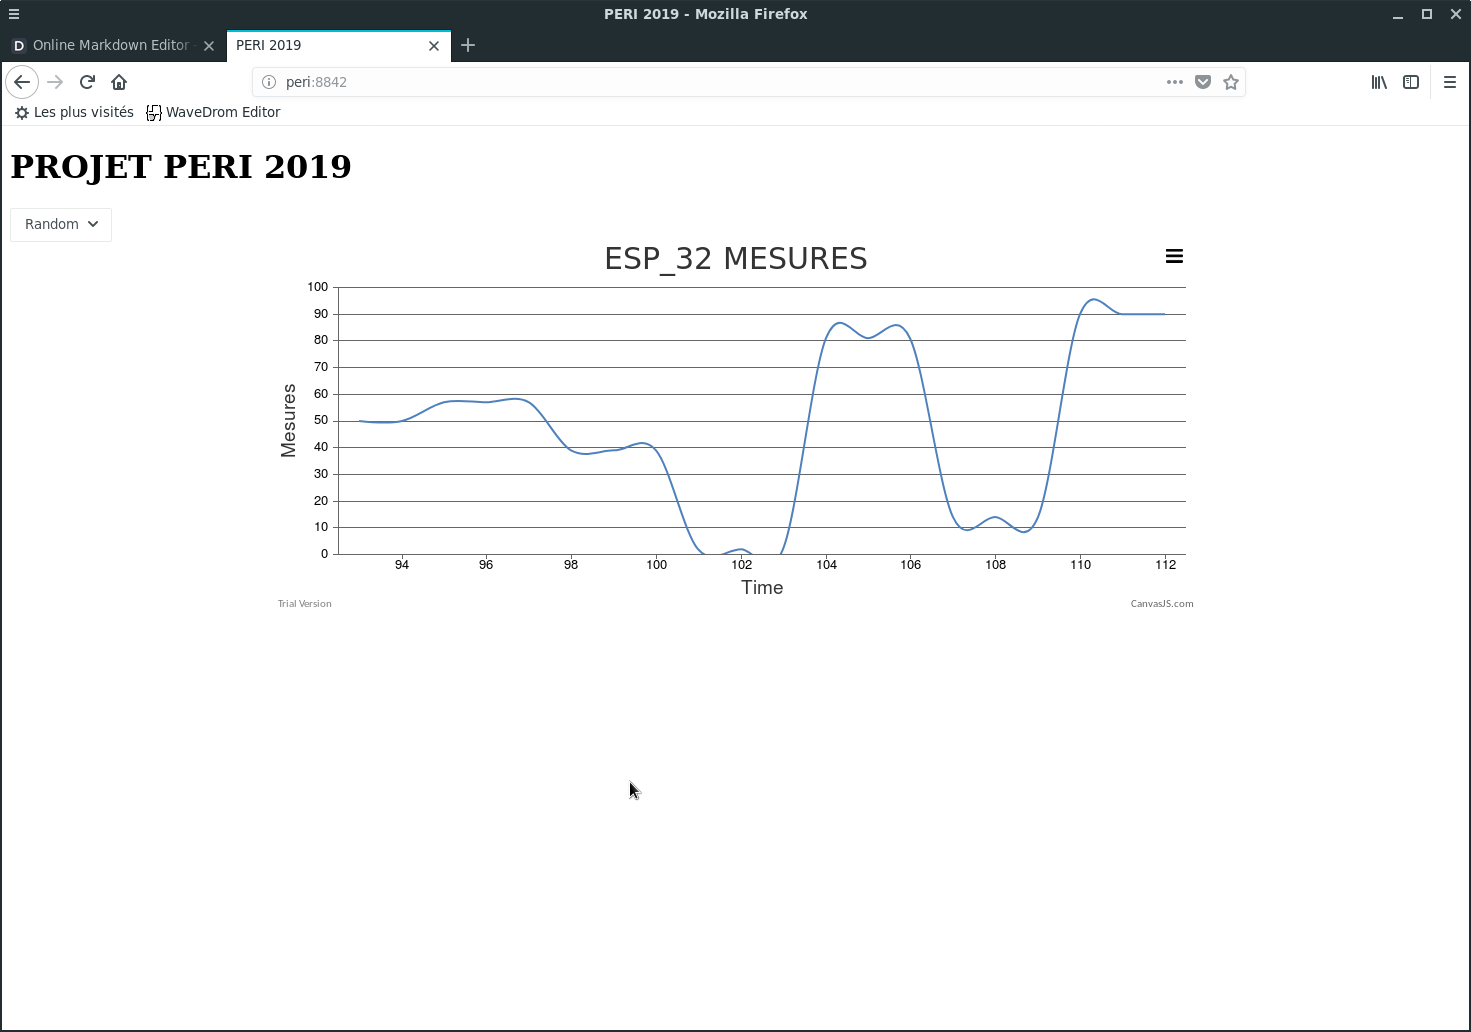 PERI 2019 - Mozilla Firefox
Online Markdown Editor
PERI 2019
peri:8842
Les plus visités
WaveDrom Editor
PROJET PERI 2019
Random
ESP_32 MESURES
Mesures
100
90
80
70
60
50
40
30
20
10
0
94 96 98 100 102 104 106 108 110 112
Time
Trial Version
CanvasJS.com